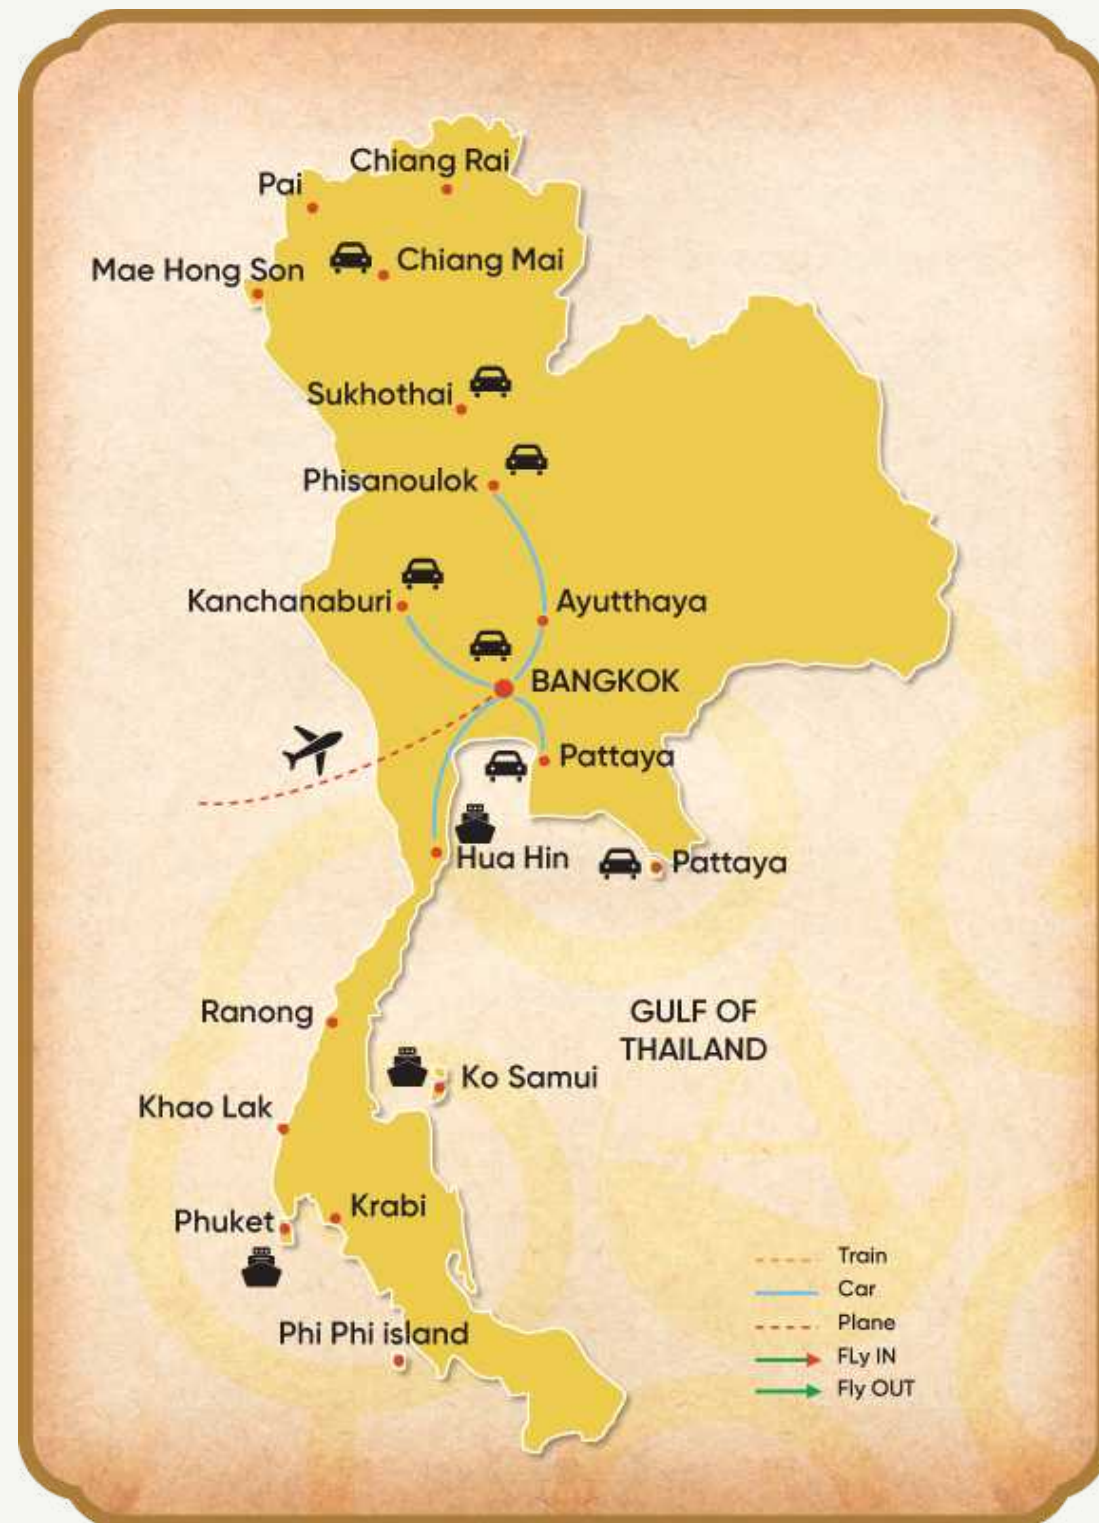 Chiang Rai
Pai
Chiang Mai
Mae Hong Son
Sukhothai
Phisanoulok
Kanchanaburi
Ayutthaya
BANGKOK
Pattaya
Hua Hin
Pattaya
Ranong
GULF OF
THAILAND
Ko Samui
Khao Lak
Krabi
Phuket
Phi Phi island
Train
Car
Plane
FLy IN
Fly OUT